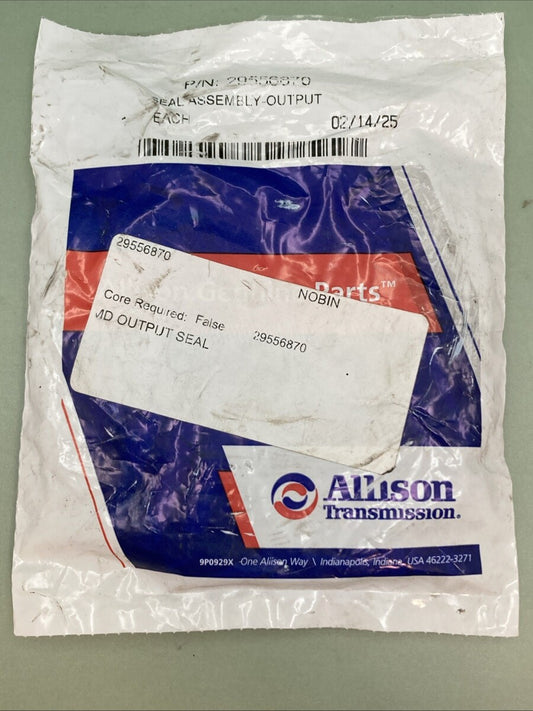 P/N: 29556870
SEAL ASSEMBLY-OUTPUT
EACH
02/14/25
Parts™
29556870
NOBIN
Core Required: False
29556870
MD OUTPUT SEAL
Allison
Transmission®
9P0929X One Allison Way \ Indianapolis, Indiana, USA 46222-3271